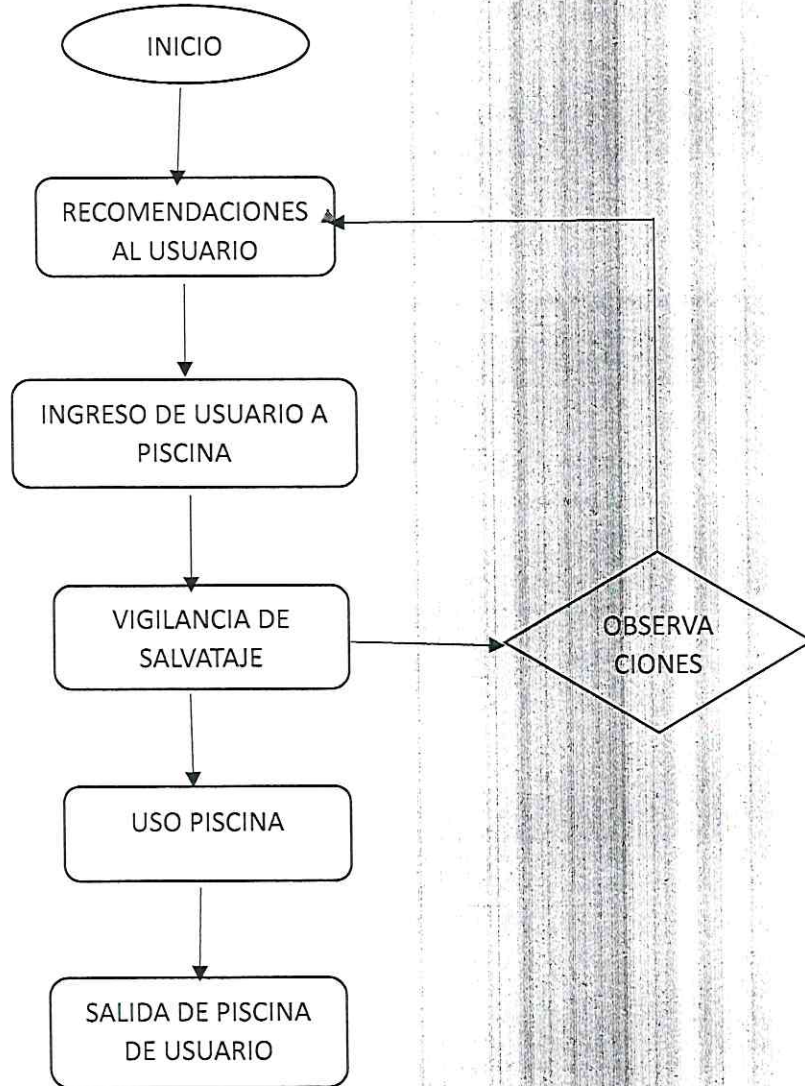 INICIO
RECOMENDACIONES
AL USUARIO
INGRESO DE USUARIO A
PISCINA
VIGILANCIA DE
SALVATAJE
OBSERVA
CIONES
USO PISCINA
SALIDA DE PISCINA
DE USUARIO